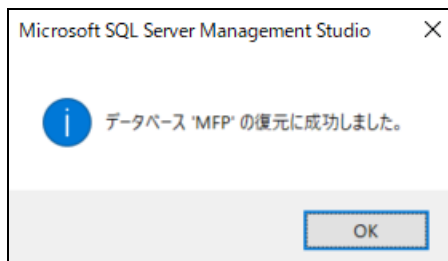 Microsoft SQL Server Management Studio
データベース 'MFP' の復元に成功しました。
OK